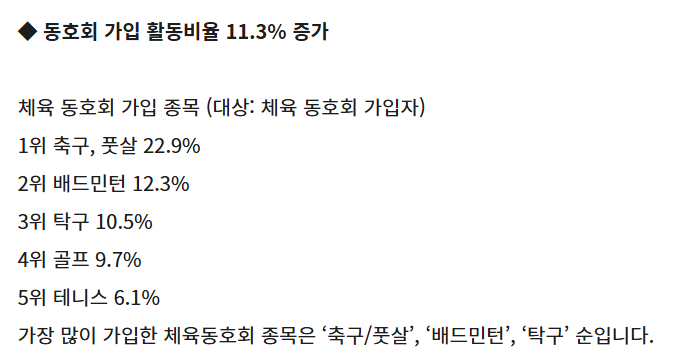 ◆ 동호회 가입 활동비율 11.3% 증가
체육 동호회 가입 종목 (대상: 체육 동호회 가입자)
1위 축구, 풋살 22.9%
2위 배드민턴 12.3%
3위 탁구 10.5%
4위 골프 9.7%
5위 테니스 6.1%
가장 많이 가입한 체육동호회 종목은 ‘축구/풋살’, ‘배드민턴’, ‘탁구’ 순입니다.